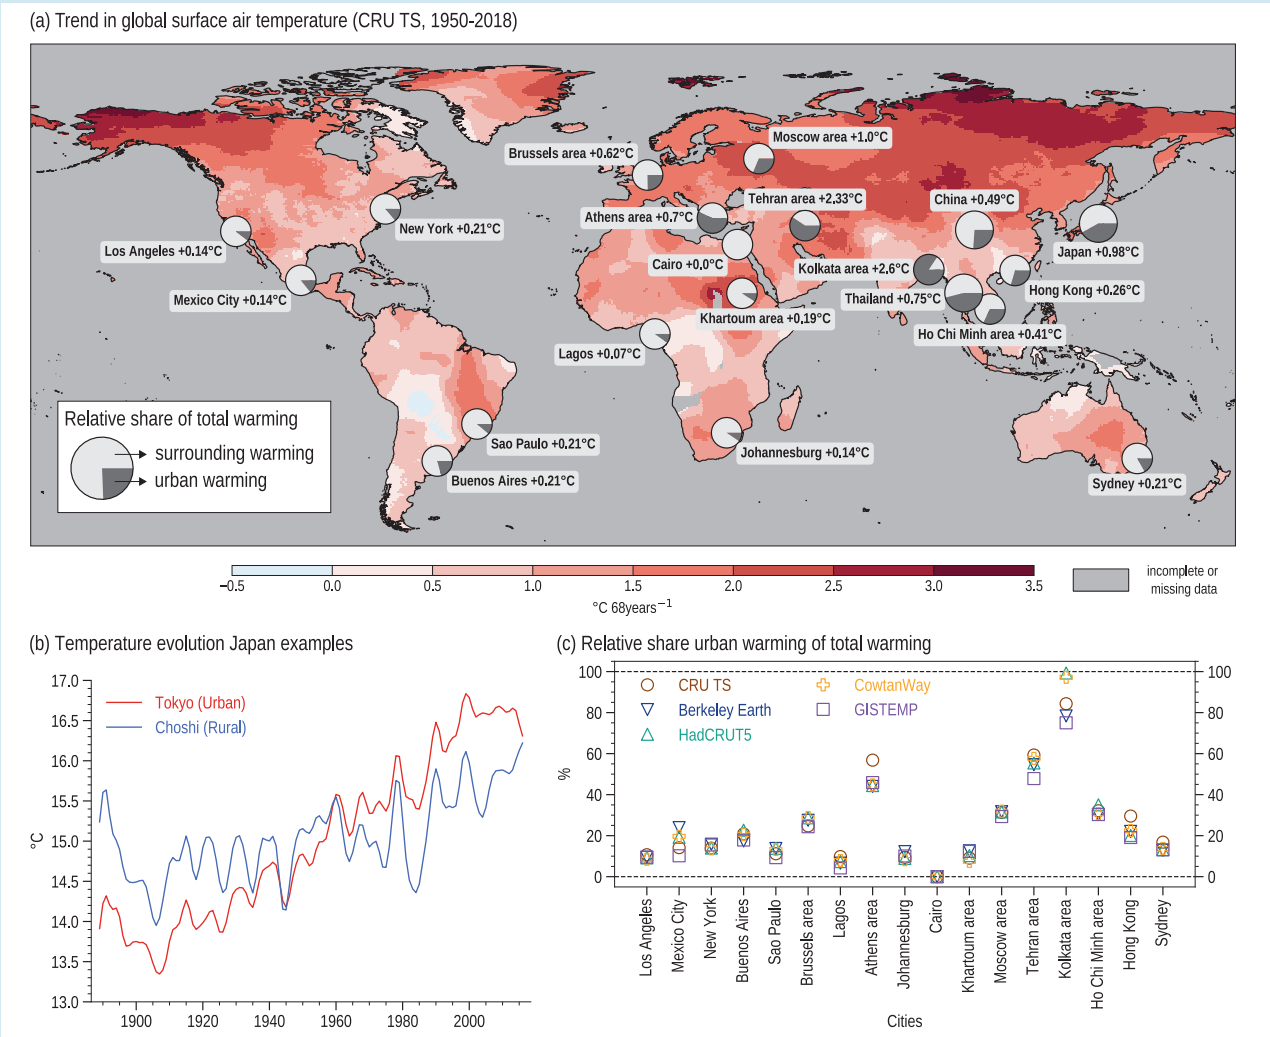 (a) Trend in global surface air temperature (CRU TS, 1950-2018)
Moscow area +1.0°C
Brussels area +0.62°C
Tehran area +2.33°C
China +0.49°C
Athens area +0.7°C
New York +0.21°C
Los Angeles +0.14°C
Japan +0.98°C
Cairo +0.0°C
Kolkata area +2.6°C
Hong Kong +0.26°C
Mexico City +0.14°C
Thailand +0.75°C
Khartoum area +0.19°C
Ho Chi Minh area +0.41°C
Lagos +0.07°C
Relative share of total warming
surrounding warming
urban warming
Sao Paulo +0.21°C
Johannesburg +0.14°C
Buenos Aires +0.21°C
Sydney +0.21°C
−0.5 0.0 0.5 1.0 1.5 2.0 2.5 3.0 3.5
°C 68years−1
incomplete or
missing data
(b) Temperature evolution Japan examples
17.0
16.5
16.0
15.5
15.0
14.5
14.0
13.5
13.0
°C
Tokyo (Urban)
Choshi (Rural)
1900 1920 1940 1960 1980 2000
(c) Relative share urban warming of total warming
100
80
60
40
20
0
%
CRU TS
Berkeley Earth
HadCRUT5
CowtanWay
GISTEMP
100
80
60
40
20
0
Los Angeles
Mexico City
New York
Buenos Aires
Sao Paulo
Brussels area
Lagos
Athens area
Johannesburg
Cairo
Khartoum area
Moscow area
Tehran area
Kolkata area
Ho Chi Minh area
Hong Kong
Sydney
Cities